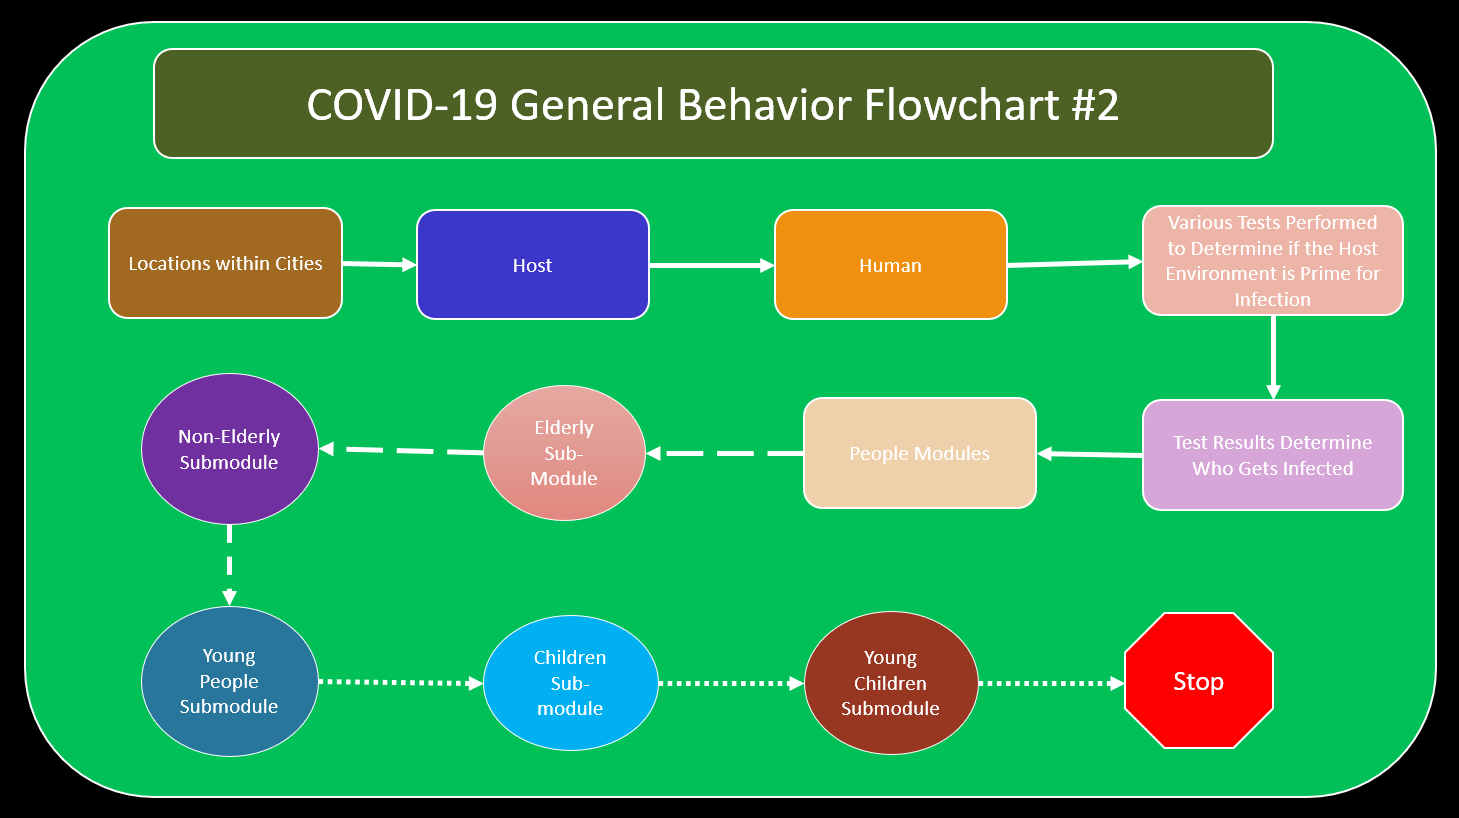 COVID-19 General Behavior Flowchart #2
Locations within Cities
Host
Human
Various Tests Performed
to Determine if the Host
Environment is Prime for
Infection
Non-Elderly
Submodule
Elderly
Sub-
Module
People Modules
Test Results Determine
Who Gets Infected
Young
People
Submodule
Children
Sub-
module
Young
Children
Submodule
Stop